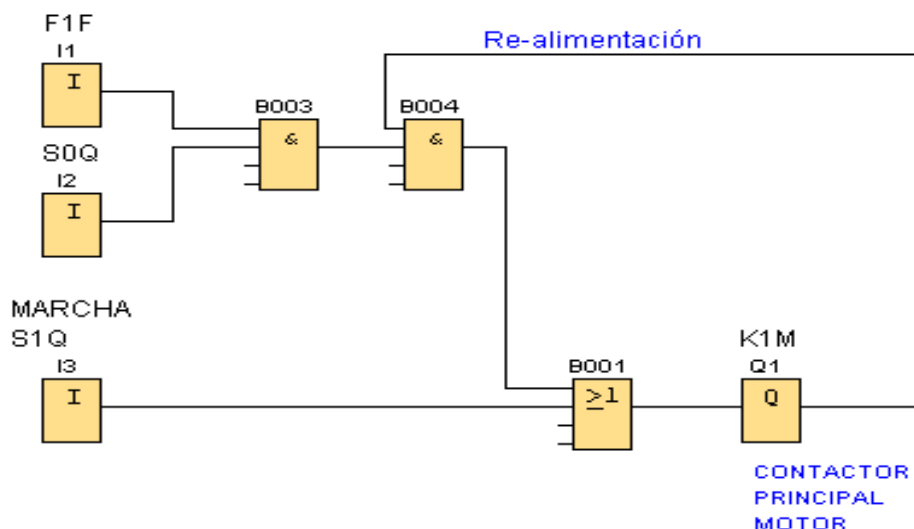 F1F
I1
I
Re-alimentación
B003
&
B004
&
S0Q
I2
I
MARCHA
S1Q
I3
I
B001
≥1
K1M
Q1
Q
CONTACTOR
PRINCIPAL
MOTOR